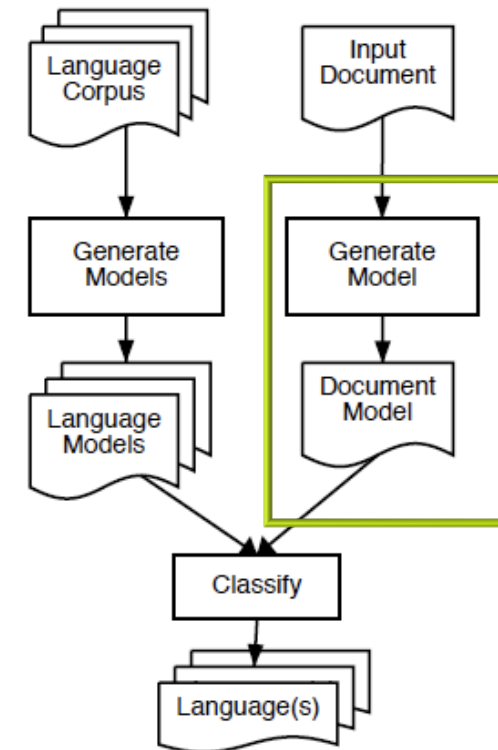 Language
Corpus
Input
Document
Generate
Models
Generate
Model
Language
Models
Document
Model
Classify
Language(s)